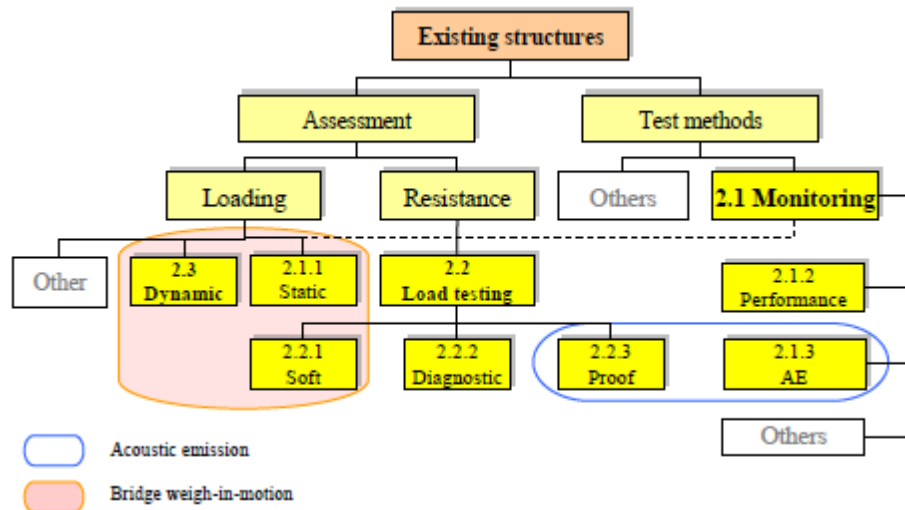 Existing structures
Assessment
Test methods
Loading
Resistance
Others
2.1 Monitoring
Other
2.3
Dynamic
2.1.1
Static
2.2
Load testing
2.1.2
Performance
2.2.1
Soft
2.2.2
Diagnostic
2.2.3
Proof
2.1.3
AE
Others
Acoustic emission
Bridge weigh-in-motion